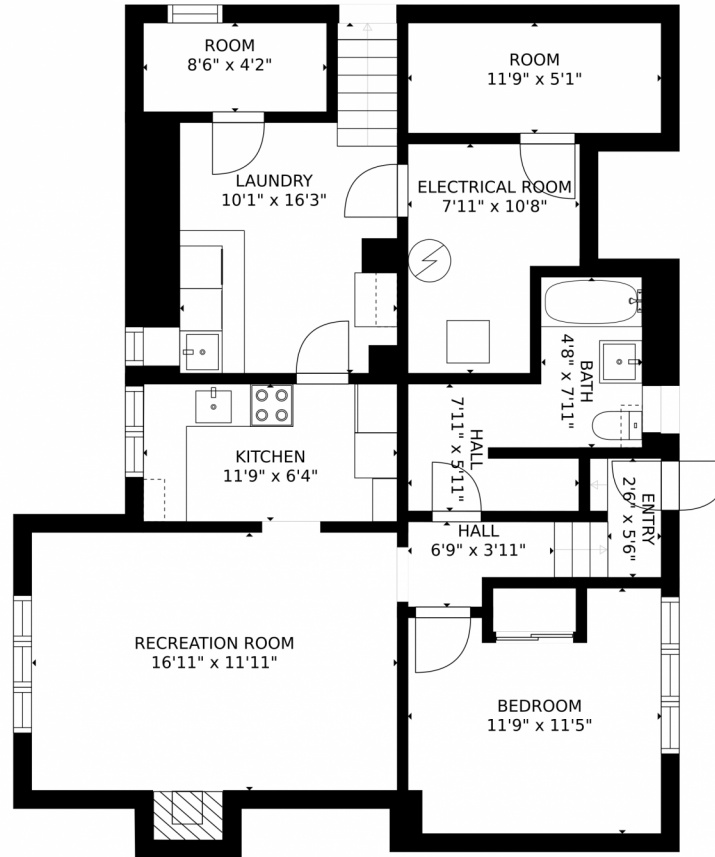 ROOM
8'6" x 4'2"
ROOM
11'9" x 5'1"
LAUNDRY
10'1" x 16'3"
ELECTRICAL ROOM
7'11" x 10'8"
BATH
4'8" x 7'11"
KITCHEN
11'9" x 6'4"
HALL
7'11" x 5'11"
ENTRY
2'6" x 5'6"
HALL
6'9" x 3'11"
RECREATION ROOM
16'11" x 11'11"
BEDROOM
11'9" x 11'5"